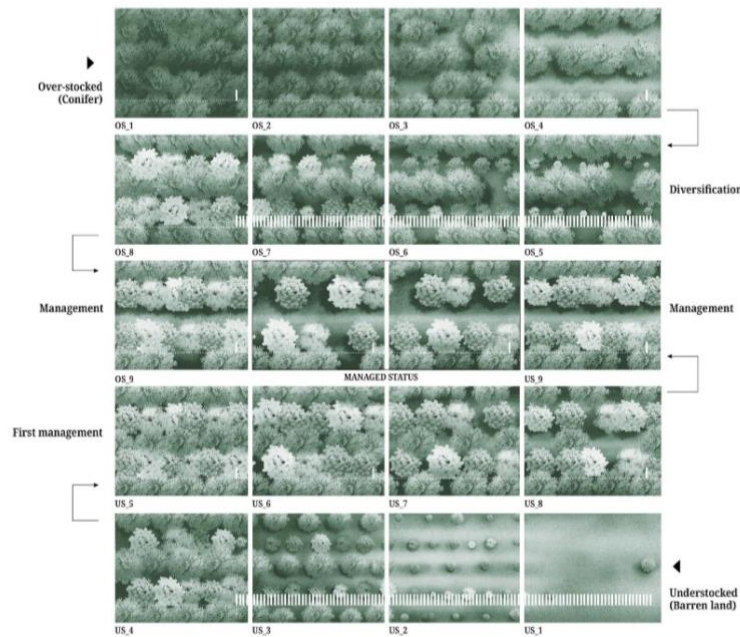 Over-stocked
(Conifer)
OS_1 OS_2 OS_3 OS_4
Diversification
OS_8 OS_7 OS_6 OS_5
Management
Management
OS_9 MANAGED STATUS US_9
First management
US_5 US_6 US_7 US_8
Understocked
(Barren land)
US_4 US_3 US_2 US_1